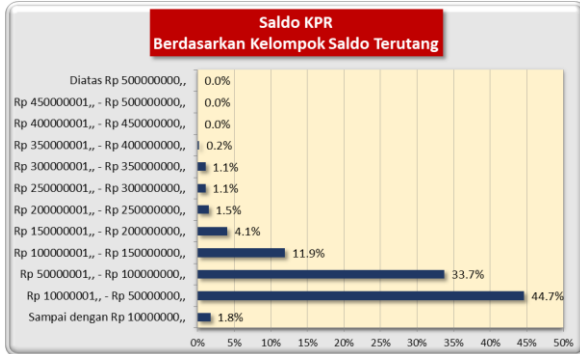 Saldo KPR
Berdasarkan Kelompok Saldo Terutang
Diatas Rp 500000000,, 0.0%
Rp 450000001,, - Rp 500000000,, 0.0%
Rp 400000001,, - Rp 450000000,, 0.0%
Rp 350000001,, - Rp 400000000,, 0.2%
Rp 300000001,, - Rp 350000000,, 1.1%
Rp 250000001,, - Rp 300000000,, 1.1%
Rp 200000001,, - Rp 250000000,, 1.5%
Rp 150000001,, - Rp 200000000,, 4.1%
Rp 100000001,, - Rp 150000000,, 11.9%
Rp 50000001,, - Rp 100000000,, 33.7%
Rp 10000001,, - Rp 50000000,, 44.7%
Sampai dengan Rp 10000000,, 1.8%
0% 5% 10% 15% 20% 25% 30% 35% 40% 45% 50%